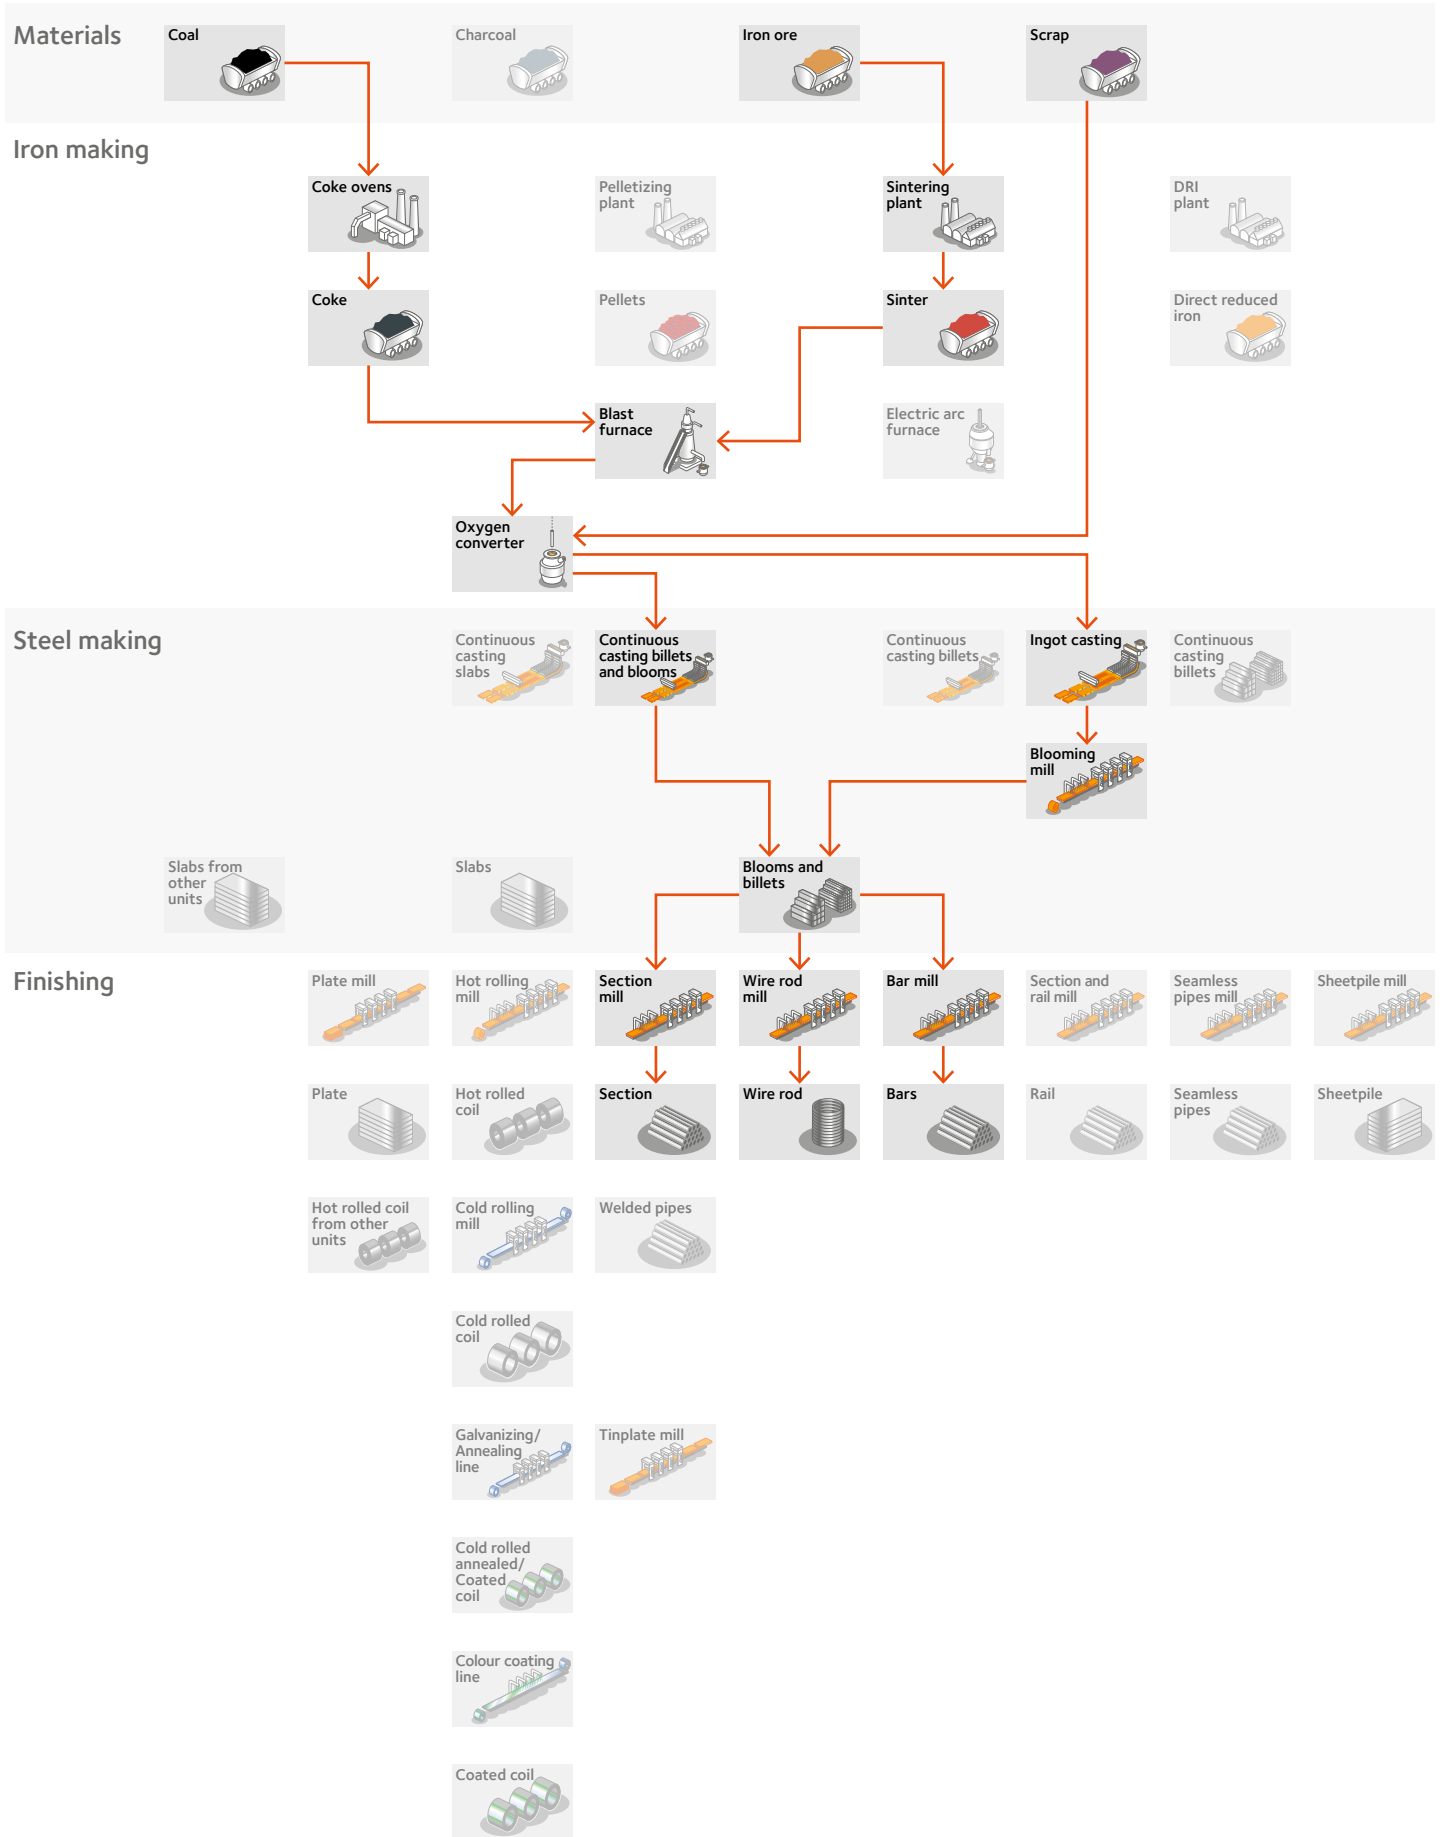 Materials
Coal
Charcoal
Iron ore
Scrap
Iron making
Coke ovens
Pelletizing
plant
Sintering
plant
DRI
plant
Coke
Pellets
Sinter
Direct reduced
iron
Blast
furnace
Electric arc
furnace
Oxygen
converter
Steel making
Continuous
casting
slabs
Continuous
casting billets
and blooms
Continuous
casting billets
Ingot casting
Continuous
casting
billets
Blooming
mill
Slabs from
other
units
Slabs
Blooms and
billets
Finishing
Plate mill
Hot rolling
mill
Section
mill
Wire rod
mill
Bar mill
Section and
rail mill
Seamless
pipes mill
Sheetpile mill
Plate
Hot rolled
coil
Section
Wire rod
Bars
Rail
Seamless
pipes
Sheetpile
Hot rolled coil
from other
units
Cold rolling
mill
Welded pipes
Cold rolled
coil
Galvanizing/
Annealing
line
Tinplate mill
Cold rolled
annealed/
Coated
coil
Colour coating
line
Coated coil